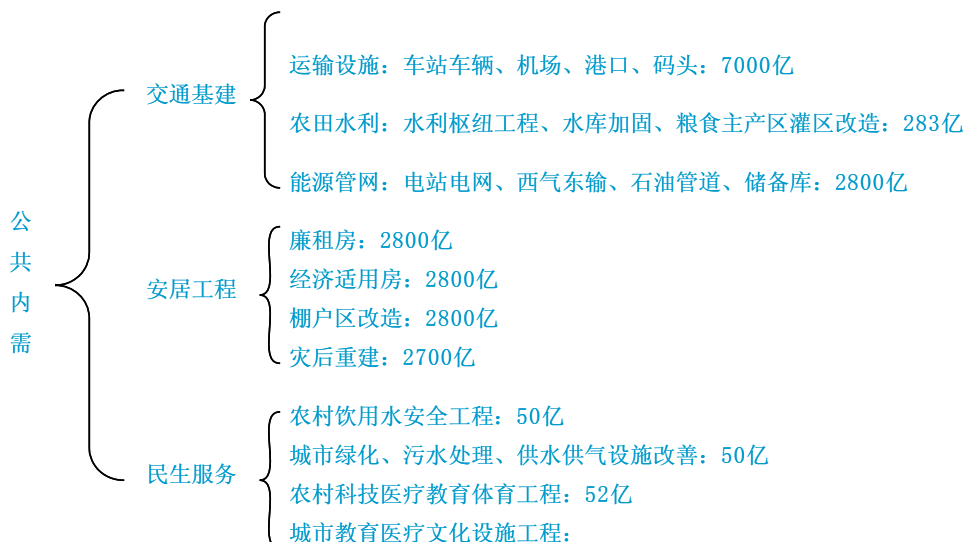 公共内需
交通基建
运输设施：车站车辆、机场、港口、码头：7000亿
农田水利：水利枢纽工程、水库加固、粮食主产区灌区改造：283亿
能源管网：电站电网、西气东输、石油管道、储备库：2800亿
安居工程
廉租房：2800亿
经济适用房：2800亿
棚户区改造：2800亿
灾后重建：2700亿
民生服务
农村饮用水安全工程：50亿
城市绿化、污水处理、供水供气设施改善：50亿
农村科技医疗教育体育工程：52亿
城市教育医疗文化设施工程：